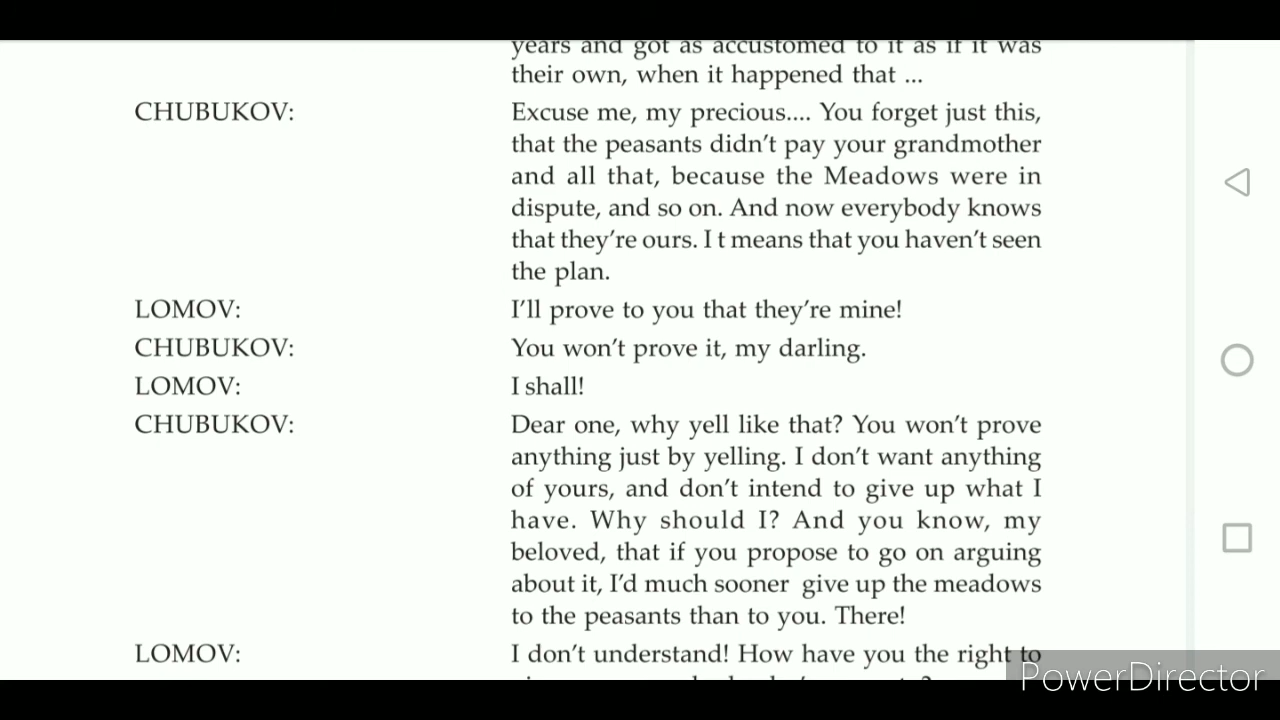 years and got as accustomed to it as if it was
their own, when it happened that ...
CHUBUKOV: Excuse me, my precious.... You forget just this,
that the peasants didn't pay your grandmother
and all that, because the Meadows were in
dispute, and so on. And now everybody knows
that they're ours. I t means that you haven't seen
the plan.
LOMOV: I'll prove to you that they're mine!
CHUBUKOV: You won't prove it, my darling.
LOMOV: I shall!
CHUBUKOV: Dear one, why yell like that? You won't prove
anything just by yelling. I don't want anything
of yours, and don't intend to give up what I
have. Why should I? And you know, my
beloved, that if you propose to go on arguing
about it, I'd much sooner give up the meadows
to the peasants than to you. There!
LOMOV: I don't understand! How have you the right to
PowerDirector